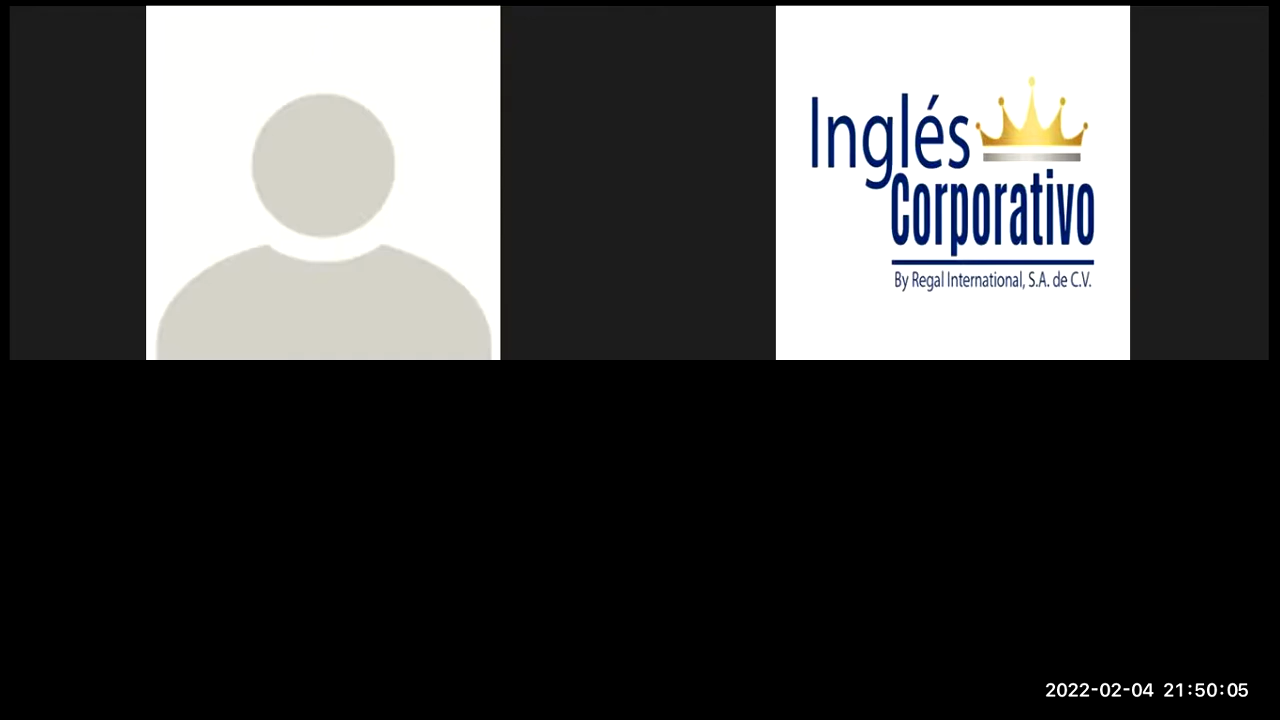 Inglés
Corporativo
By Regal International, S.A. de C.V.
2022-02-04 21:50:05